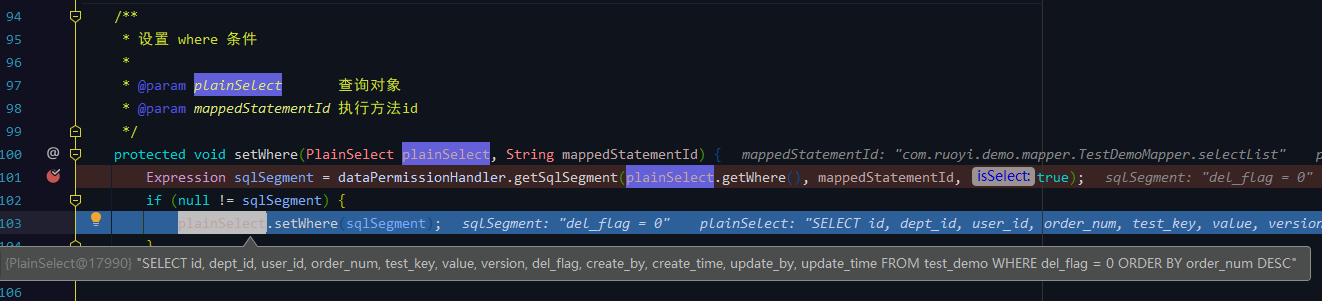 94 /**
95 * 设置 where 条件
96 *
97 * @param plainSelect 查询对象
98 * @param mappedStatementId 执行方法id
99 */
100 @ protected void setWhere(PlainSelect plainSelect, String mappedStatementId) { mappedStatementId: "com.ruoyi.demo.mapper.TestDemoMapper.selectList" p
101 Expression sqlSegment = dataPermissionHandler.getSqlSegment(plainSelect.getWhere(), mappedStatementId, isSelect: true); sqlSegment: "del_flag = 0"
102 if (null != sqlSegment) {
103 plainSelect.setWhere(sqlSegment); sqlSegment: "del_flag = 0" plainSelect: "SELECT id, dept_id, user_id, order_num, test_key, value, version
}
{PlainSelect@17990} "SELECT id, dept_id, user_id, order_num, test_key, value, version, del_flag, create_by, create_time, update_by, update_time FROM test_demo WHERE del_flag = 0 ORDER BY order_num DESC"
106